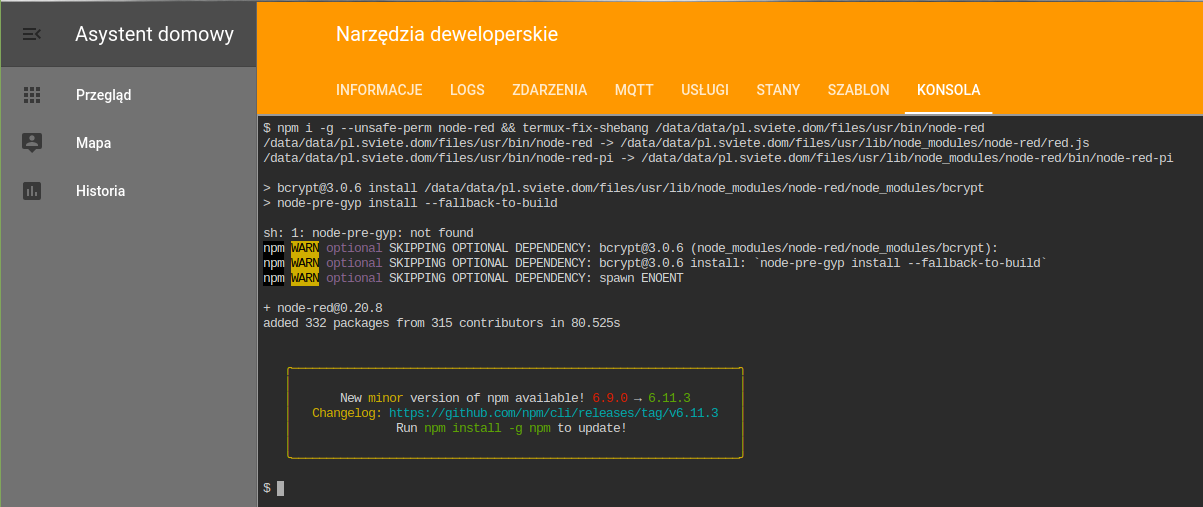 Asystent domowy
Narzędzia deweloperskie
INFORMACJE LOGS ZDARZENIA MQTT USŁUGI STANY SZABLON KONSOLA
Przegląd
Mapa
Historia
$ npm i -g --unsafe-perm node-red && termux-fix-shebang /data/data/pl.sviete.dom/files/usr/bin/node-red
/data/data/pl.sviete.dom/files/usr/bin/node-red -> /data/data/pl.sviete.dom/files/usr/lib/node_modules/node-red/red.js
/data/data/pl.sviete.dom/files/usr/bin/node-red-pi -> /data/data/pl.sviete.dom/files/usr/lib/node_modules/node-red/bin/node-red-pi
> bcrypt@3.0.6 install /data/data/pl.sviete.dom/files/usr/lib/node_modules/node-red/node_modules/bcrypt
> node-pre-gyp install --fallback-to-build
sh: 1: node-pre-gyp: not found
npm WARN optional SKIPPING OPTIONAL DEPENDENCY: bcrypt@3.0.6 (node_modules/node-red/node_modules/bcrypt):
npm WARN optional SKIPPING OPTIONAL DEPENDENCY: bcrypt@3.0.6 install: `node-pre-gyp install --fallback-to-build`
npm WARN optional SKIPPING OPTIONAL DEPENDENCY: spawn ENOENT
+ node-red@0.20.8
added 332 packages from 315 contributors in 80.525s
New minor version of npm available! 6.9.0 → 6.11.3
Changelog: https://github.com/npm/cli/releases/tag/v6.11.3
Run npm install -g npm to update!
$